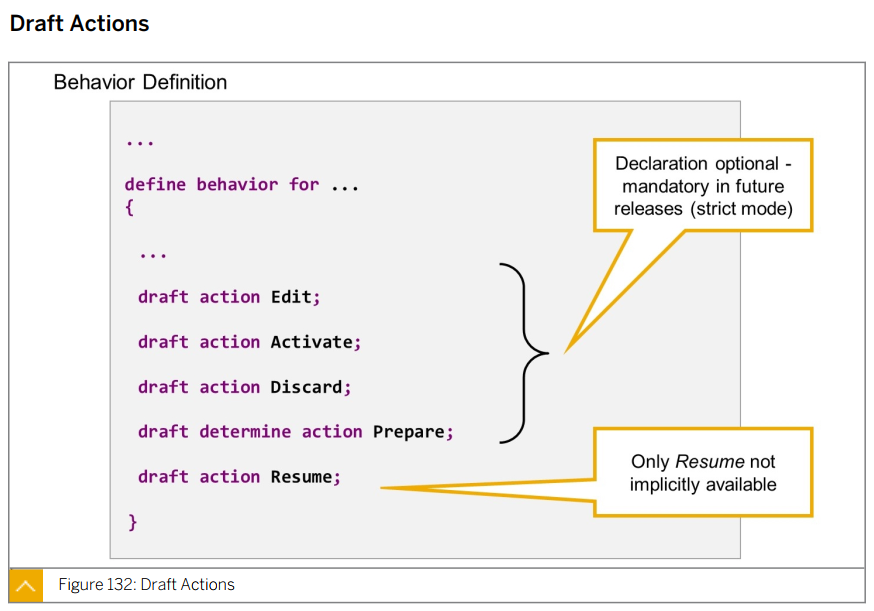 Draft Actions
Behavior Definition
...
define behavior for ...
{
...
draft action Edit;
draft action Activate;
draft action Discard;
draft determine action Prepare;
draft action Resume;
}
Declaration optional -
mandatory in future
releases (strict mode)
Only Resume not
implicitly available
Figure 132: Draft Actions